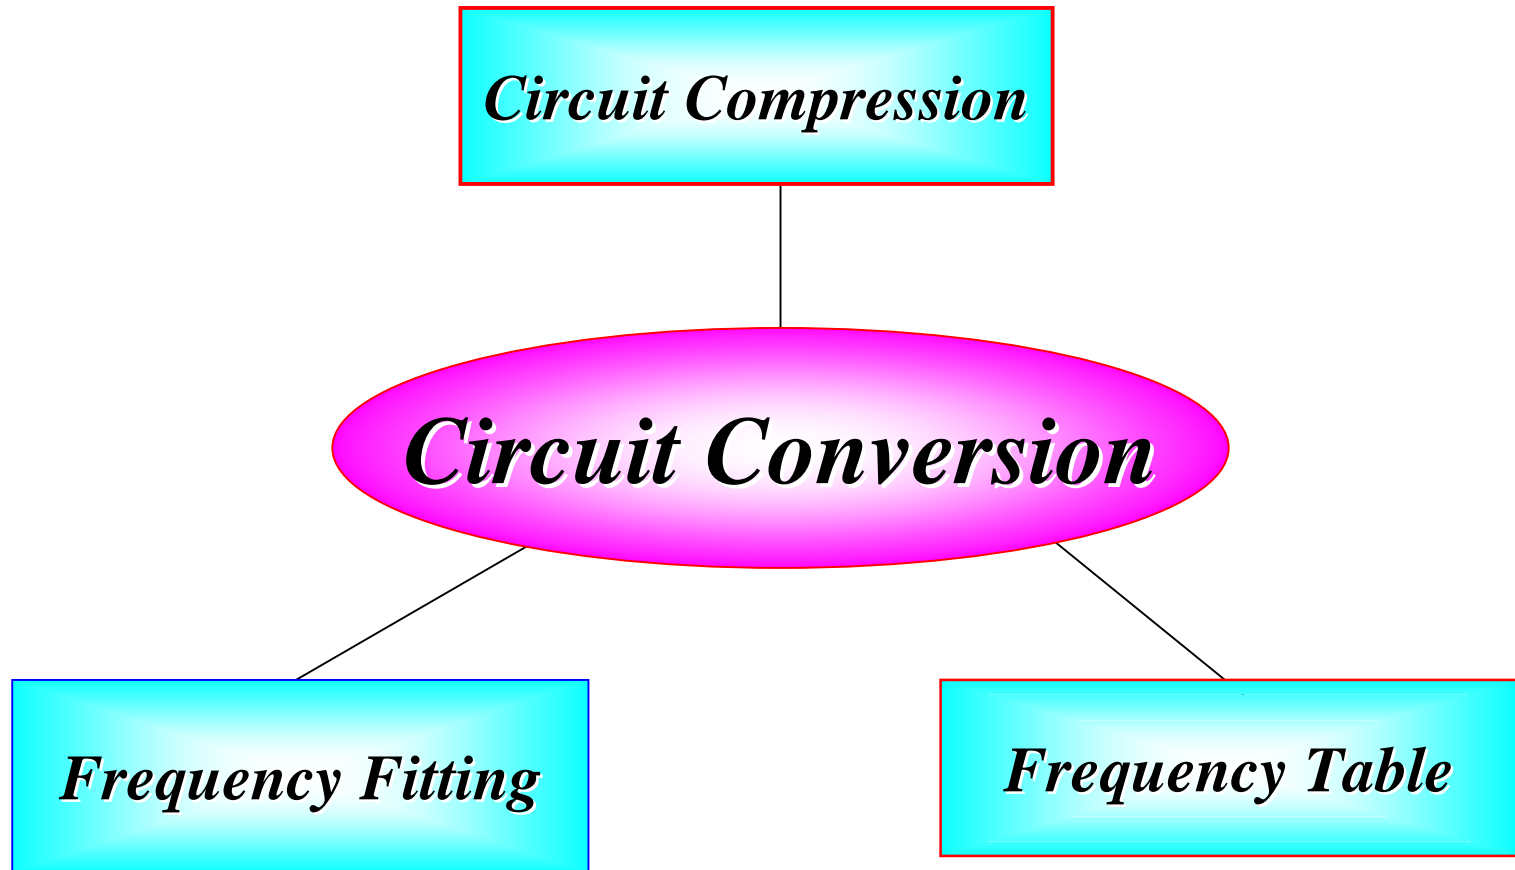 Circuit Compression
Circuit Conversion
Frequency Fitting
Frequency Table